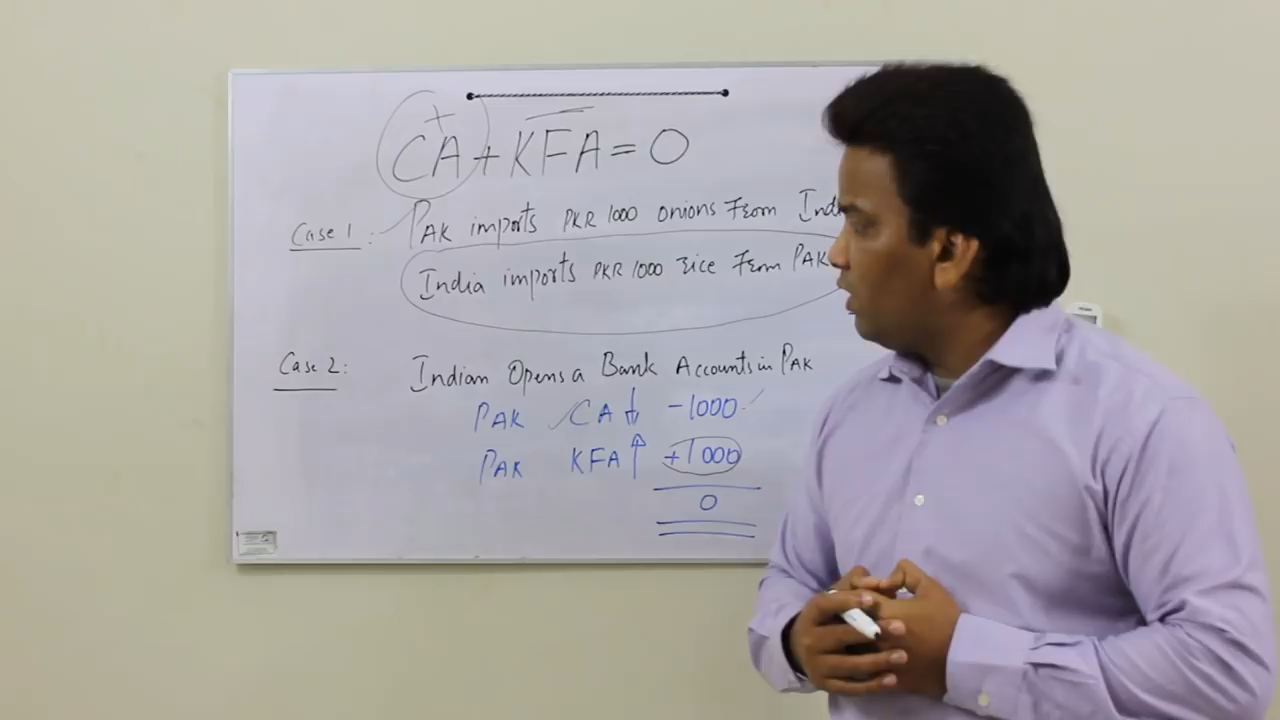 CA + KFA = 0
Case 1: PAK imports PKR 1000 onions From
India imports PKR 1000 rice From PAK
Case 2: Indian Opens a Bank Accounts in PAK
PAK CA ↓ -1000
PAK KFA ↑ +1000
0